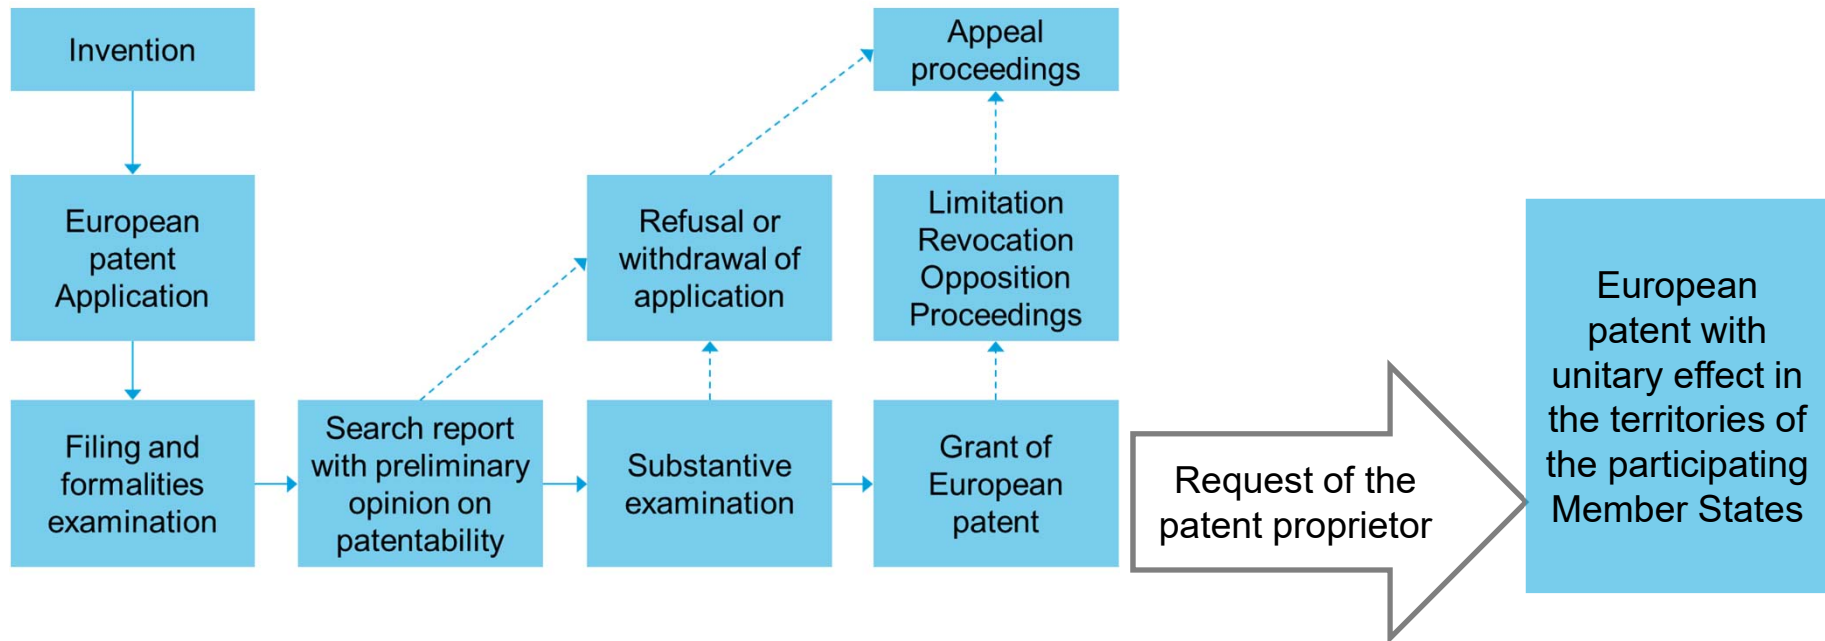 Invention
European
patent
Application
Filing and
formalities
examination
Search report
with preliminary
opinion on
patentability
Refusal or
withdrawal of
application
Substantive
examination
Appeal
proceedings
Limitation
Revocation
Opposition
Proceedings
Grant of
European
patent
Request of the
patent proprietor
European
patent with
unitary effect in
the territories of
the participating
Member States